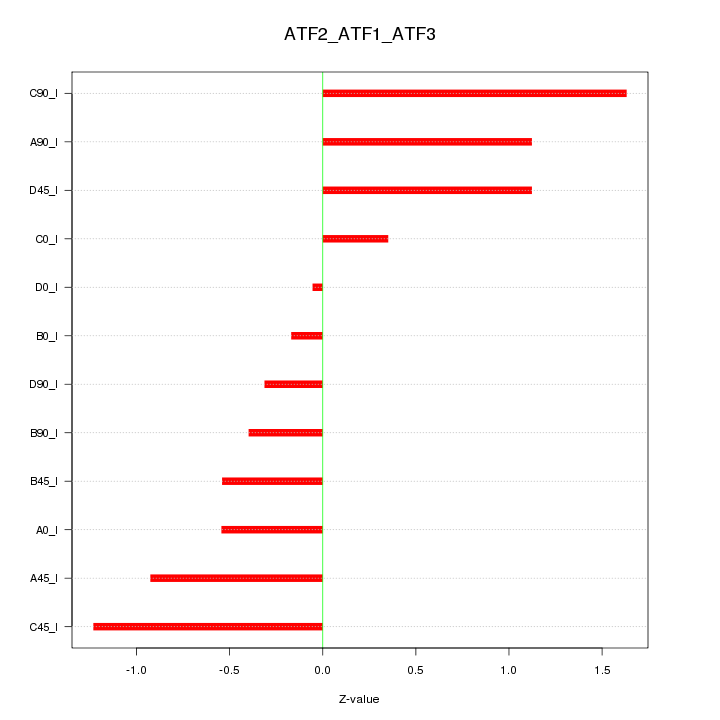 ATF2_ATF1_ATF3
C90_I
A90_I
D45_I
C0_I
D0_I
B0_I
D90_I
B90_I
B45_I
A0_I
A45_I
C45_I
-1.0 -0.5 0.0 0.5 1.0 1.5
Z-value